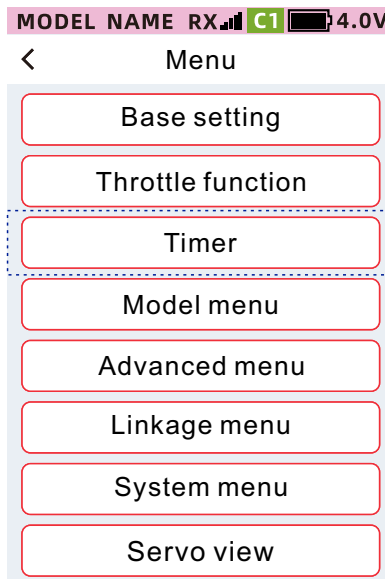 MODEL NAME RX C1 4.0V
Menu
Base setting
Throttle function
Timer
Model menu
Advanced menu
Linkage menu
System menu
Servo view